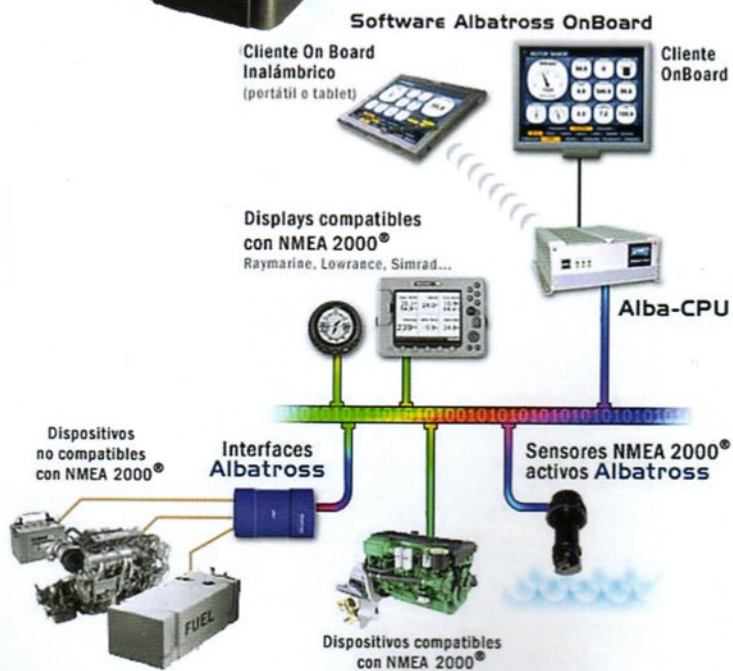 Software Albatross OnBoard
Cliente On Board
Inalámbrico
(portátil o tablet)
Cliente
OnBoard
Displays compatibles
con NMEA 2000®
Raymarine, Lowrance, Simrad...
Alba-CPU
Dispositivos
no compatibles
con NMEA 2000®
Interfaces
Albatross
Sensores NMEA 2000®
activos Albatross
FUEL
Dispositivos compatibles
con NMEA 2000®